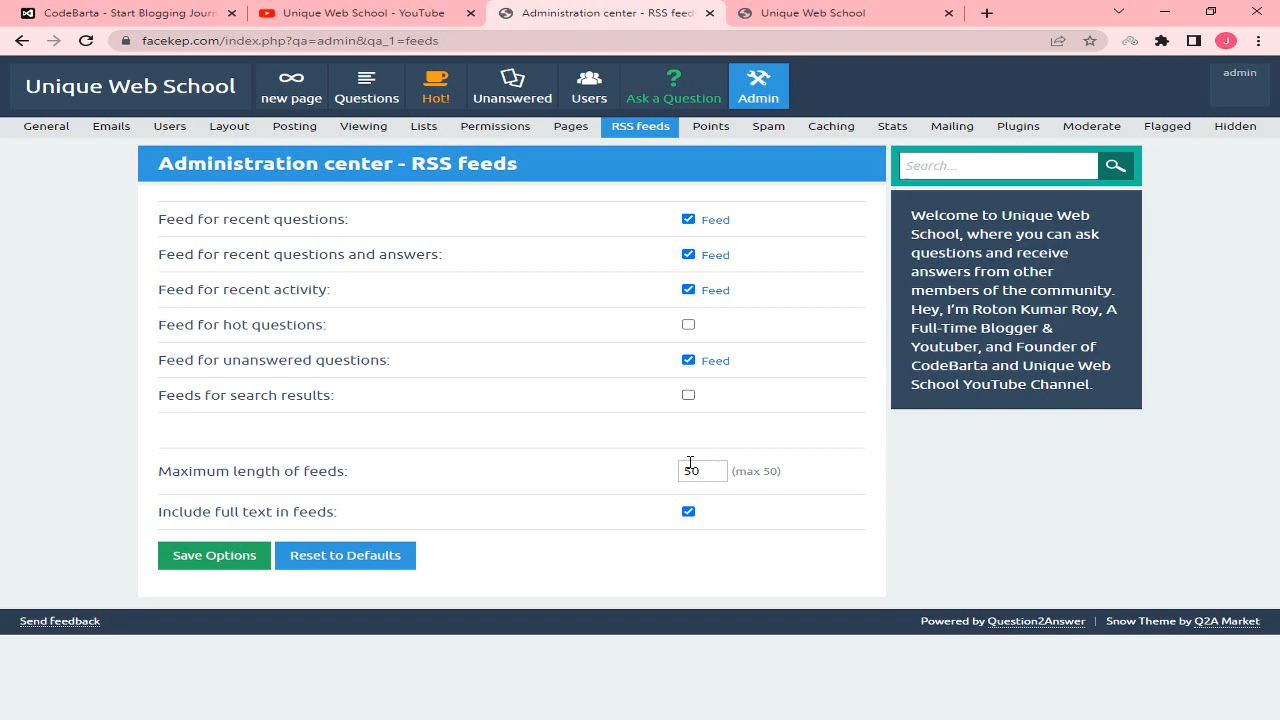 CodeBarta - Start Blogging Journ
Unique Web School - YouTube
Administration center - RSS feed
Unique Web School
facekep.com/index.php?qa=admin&qa_1=feeds
J
Unique Web School
new page
Questions
Hot!
Unanswered
Users
? Ask a Question
Admin
admin
General Emails Users Layout Posting Viewing Lists Permissions Pages RSS feeds Points Spam Caching Stats Mailing Plugins Moderate Flagged Hidden
Administration center - RSS feeds
Search...
Feed for recent questions: Feed
Feed for recent questions and answers: Feed
Feed for recent activity: Feed
Feed for hot questions:
Feed for unanswered questions: Feed
Feeds for search results:
Maximum length of feeds: 50 (max 50)
Include full text in feeds:
Save Options Reset to Defaults
Welcome to Unique Web
School, where you can ask
questions and receive
answers from other
members of the community.
Hey, I'm Roton Kumar Roy, A
Full-Time Blogger &
Youtuber, and Founder of
CodeBarta and Unique Web
School YouTube Channel.
Send feedback
Powered by Question2Answer | Snow Theme by Q2A Market